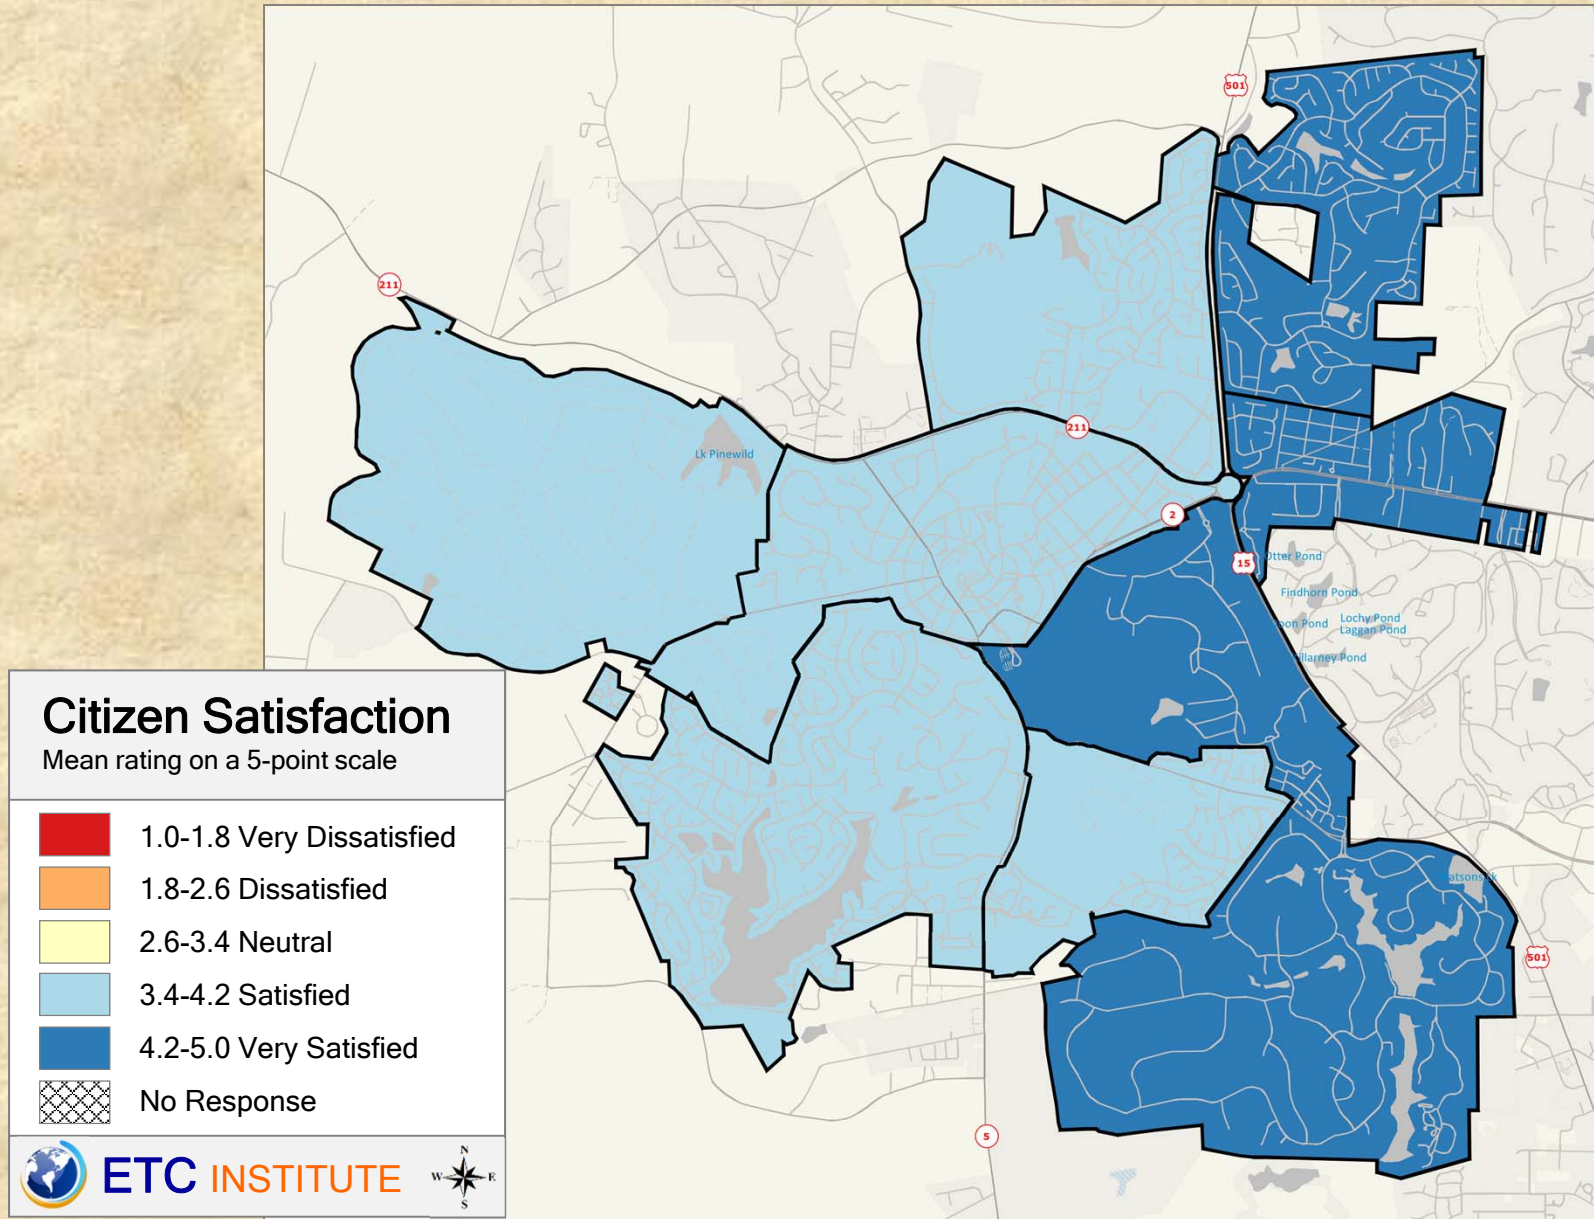 501
211
211
Lk Pinewild
2
15
Otter Pond
Findhorn Pond
Lochy Pond
Laggan Pond
Pond
Pond
501
5
Citizen Satisfaction
Mean rating on a 5-point scale
1.0-1.8 Very Dissatisfied
1.8-2.6 Dissatisfied
2.6-3.4 Neutral
3.4-4.2 Satisfied
4.2-5.0 Very Satisfied
No Response
ETC INSTITUTE
N
W E
S